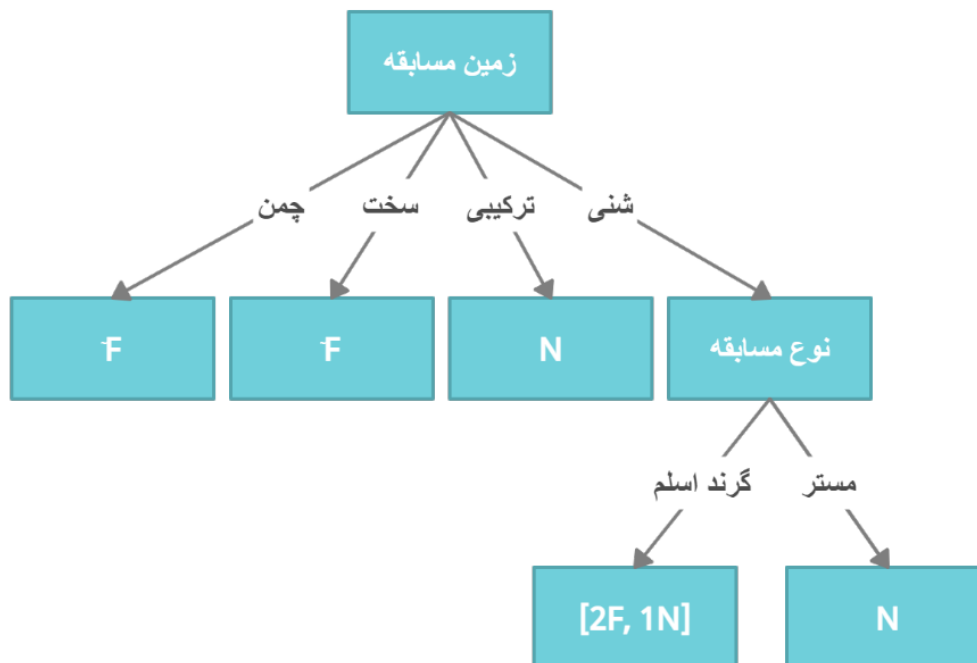 زمین مسابقه
چمن
سخت
ترکیبی
شنی
F
F
N
نوع مسابقه
گرند اسلم
مستر
[2F, 1N]
N